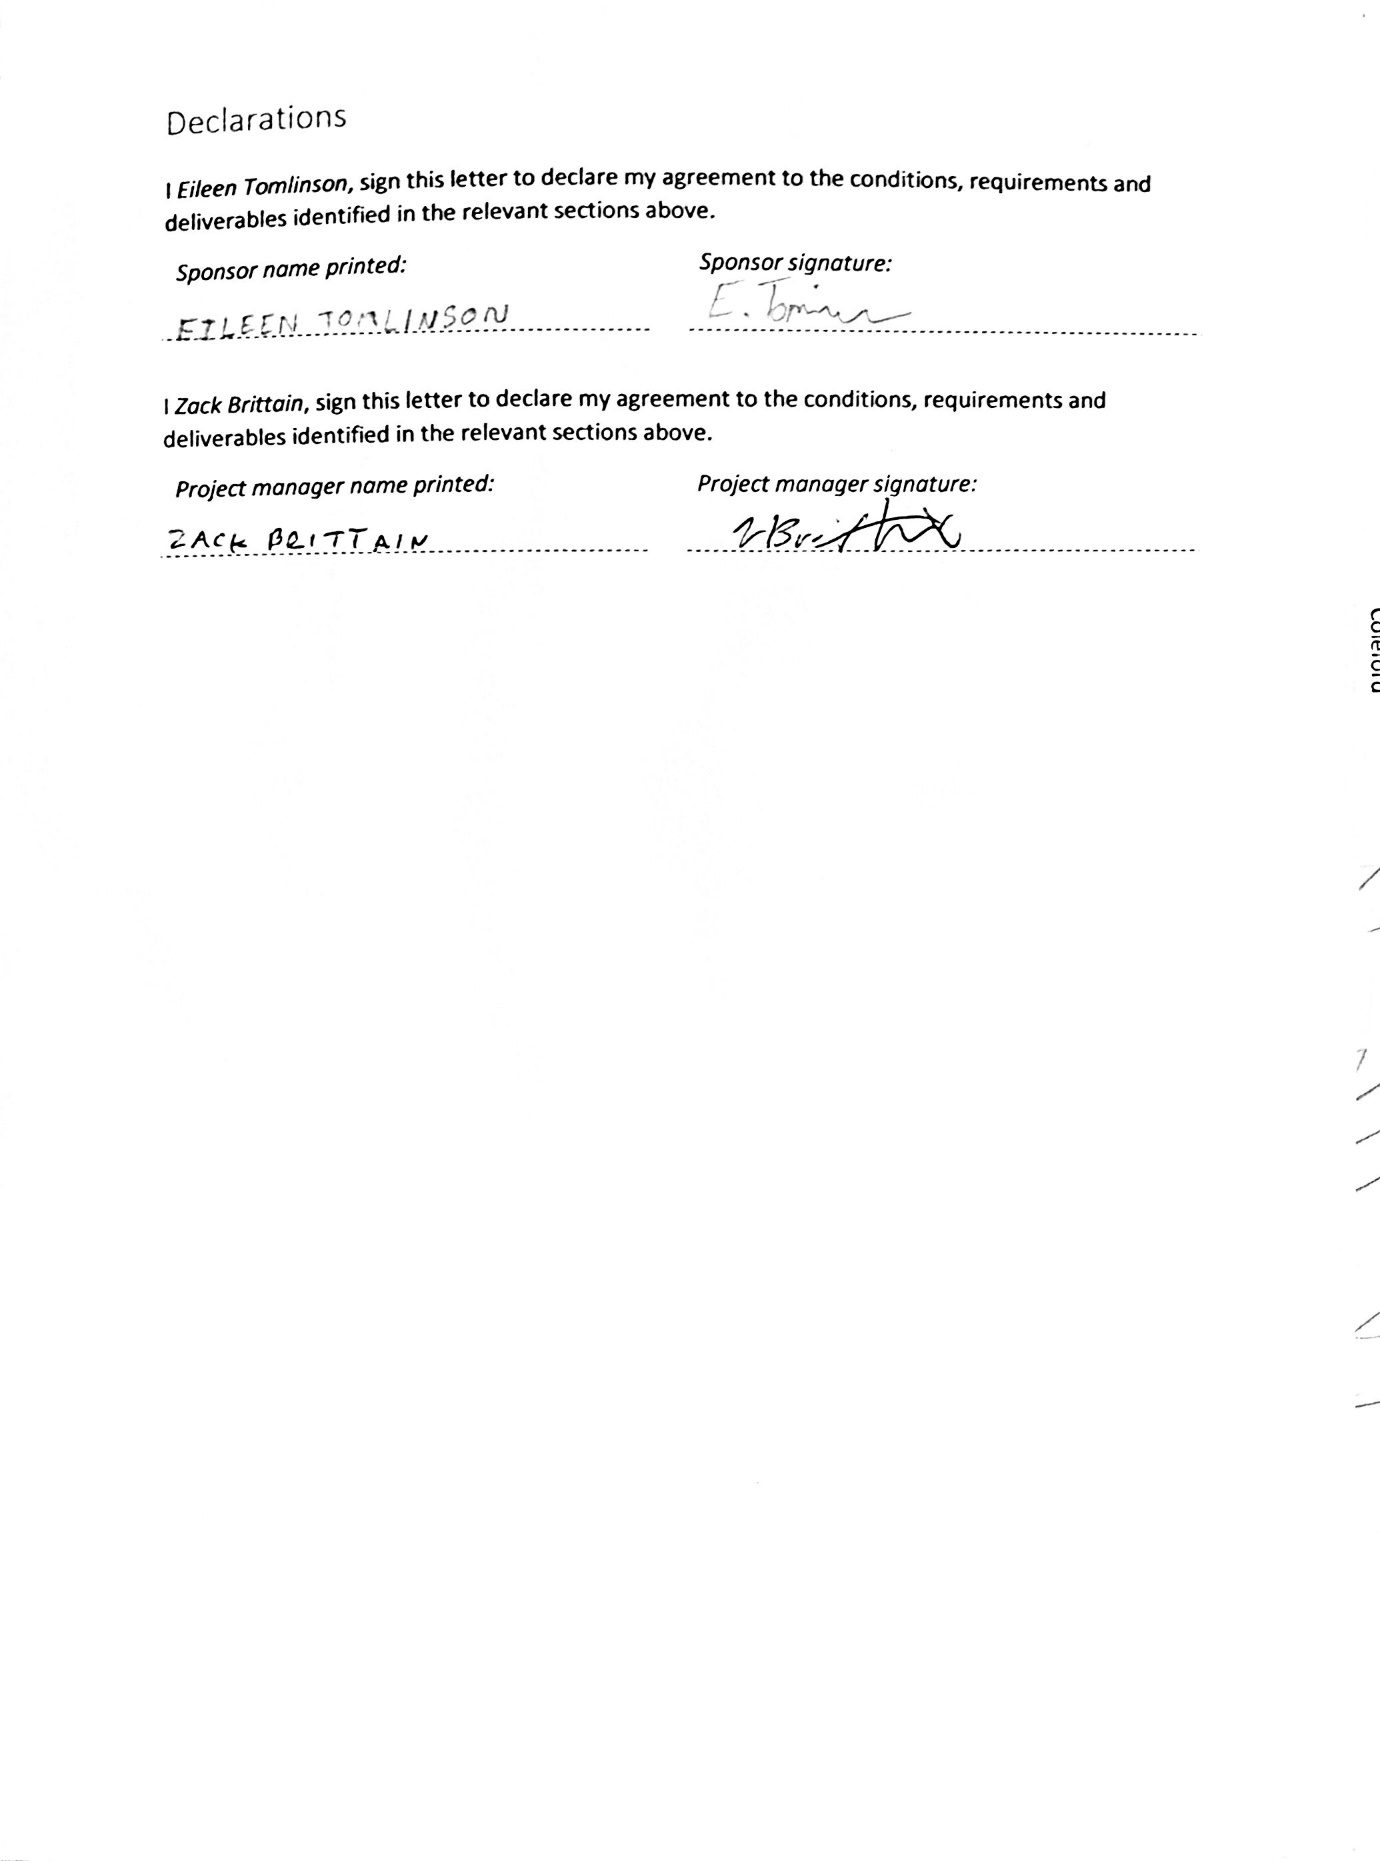 Declarations
I Eileen Tomlinson, sign this letter to declare my agreement to the conditions, requirements and
deliverables identified in the relevant sections above.
Sponsor name printed: Sponsor signature:
EILEEN TOMLINSON E.
I Zack Brittain, sign this letter to declare my agreement to the conditions, requirements and
deliverables identified in the relevant sections above.
Project manager name printed: Project manager signature:
ZACK BRITTAIN